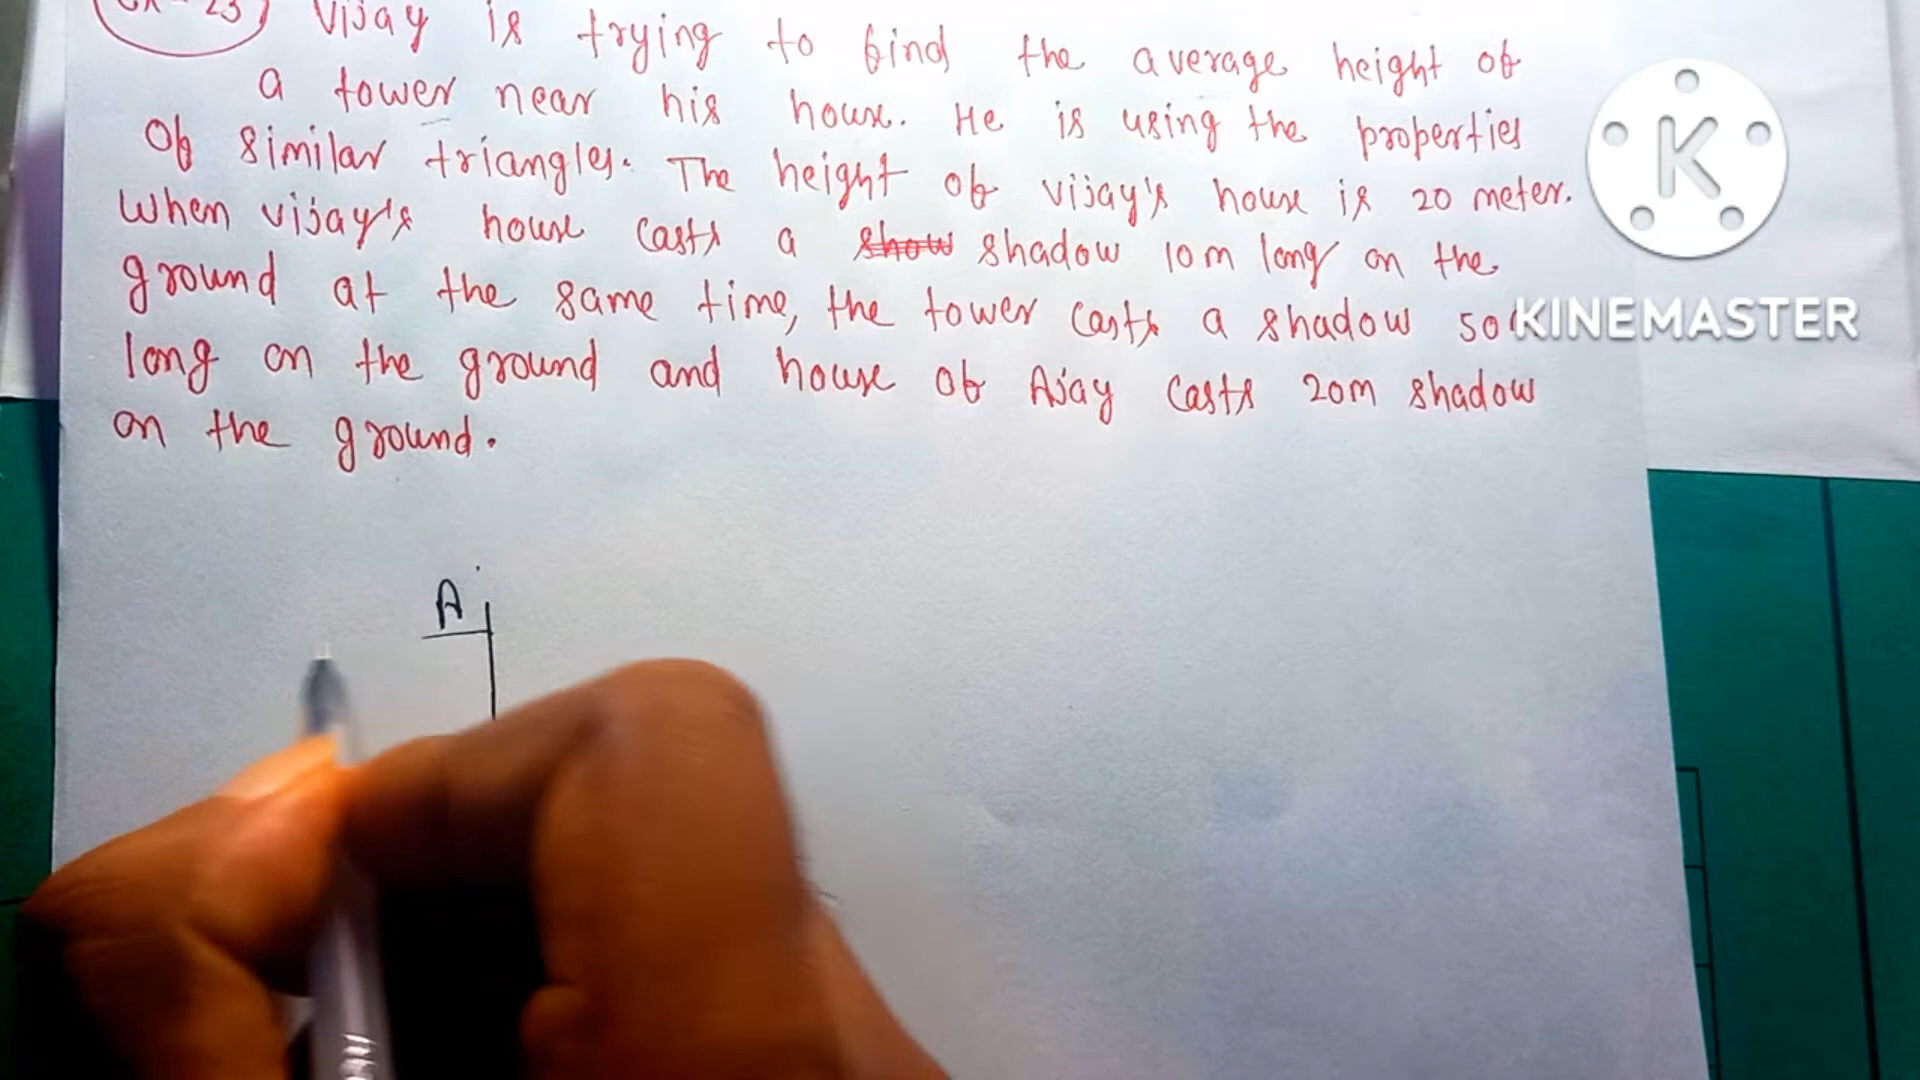 Vijay is trying to find the average height of
a tower near his house. He is using the properties
of similar triangles. The height of vijay's house is 20 meter.
When vijay's house casts a show shadow 10m long on the
ground at the same time, the tower casts a shadow 50
long on the ground and house of Ajay casts 20m shadow
on the ground.
A
K
KINEMASTER